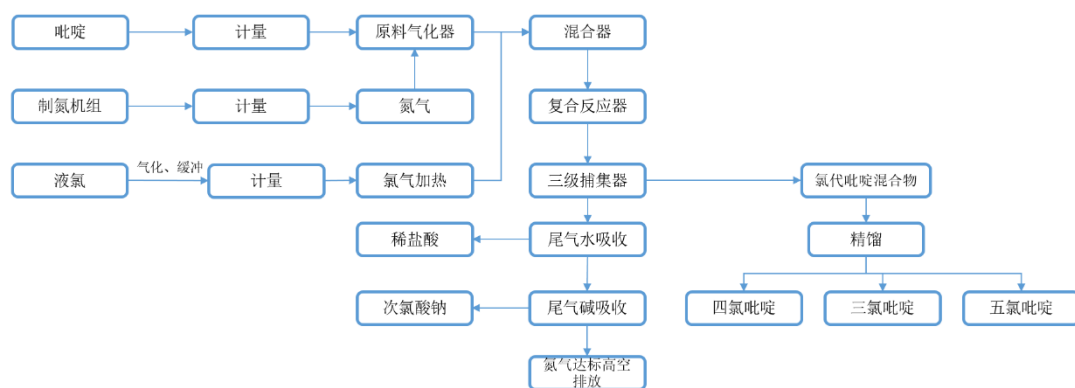 吡啶
计量
原料气化器
混合器
制氮机组
计量
氮气
复合反应器
液氯
气化、缓冲
计量
氯气加热
三级捕集器
氯代吡啶混合物
稀盐酸
尾气水吸收
精馏
次氯酸钠
尾气碱吸收
四氯吡啶
三氯吡啶
五氯吡啶
氮气达标高空
排放